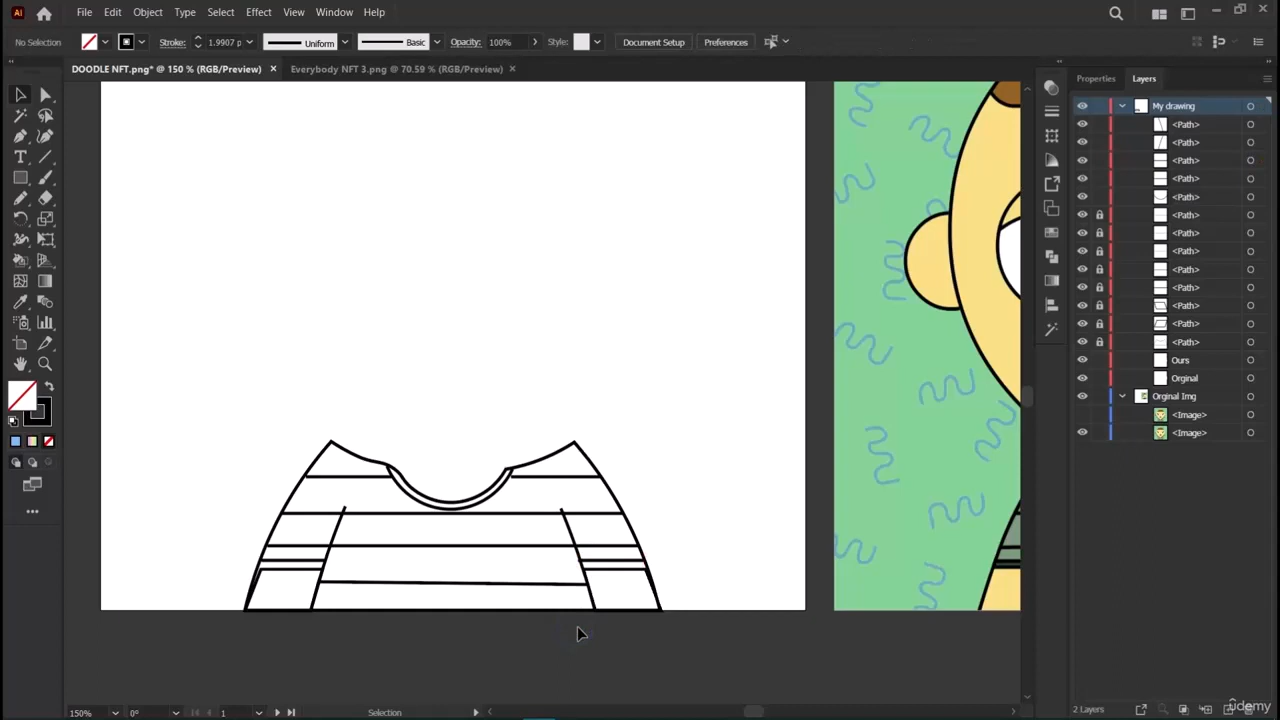 Ai File Edit Object Type Select Effect View Window Help
No Selection Stroke: 1.9907 p Uniform Basic Opacity: 100% Style: Document Setup Preferences
DOODLE NFT.png* @ 150 % (RGB/Preview) × Everybody NFT 3.png @ 70.59 % (RGB/Preview) ×
Properties Layers
My drawing
<Path>
<Path>
<Path>
<Path>
<Path>
<Path>
<Path>
<Path>
<Path>
<Path>
<Path>
<Path>
<Path>
Ours
Orginal
Orginal Img
<Image>
<Image>
150% 0° 1 Selection 2 Layers
udemy